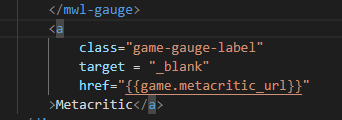 </mwl-gauge>
<a
class="game-gauge-label"
target = "_blank"
href="{{game.metacritic_url}}"
>Metacritic</a>